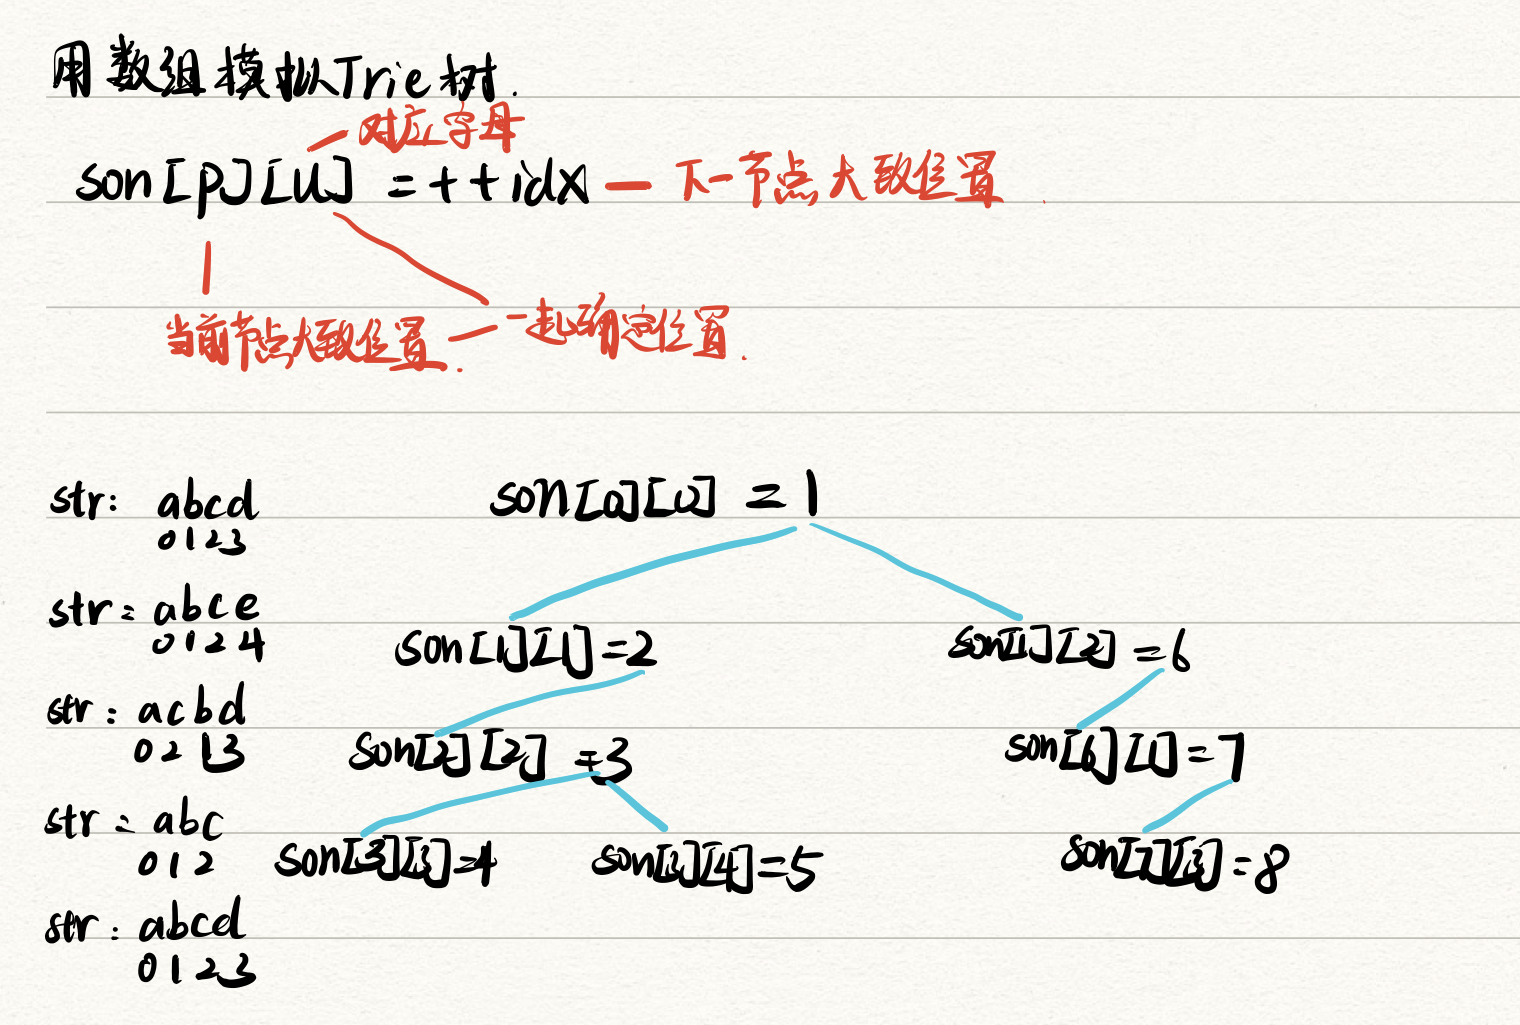 用数组模拟Trie树.
对应字母
son[p][u] = ++idx — 下一节点大致位置
当前节点大致位置. — 一起确定位置.
str: abcd
0123
son[0][0] = 1
str: abce
0124
son[1][1]=2 son[1][2]=6
str: acbd
0213
son[2][2]=3 son[6][1]=7
str: abc
012
son[3][3]=4 son[3][4]=5 son[7][3]=8
str: abcd
0123